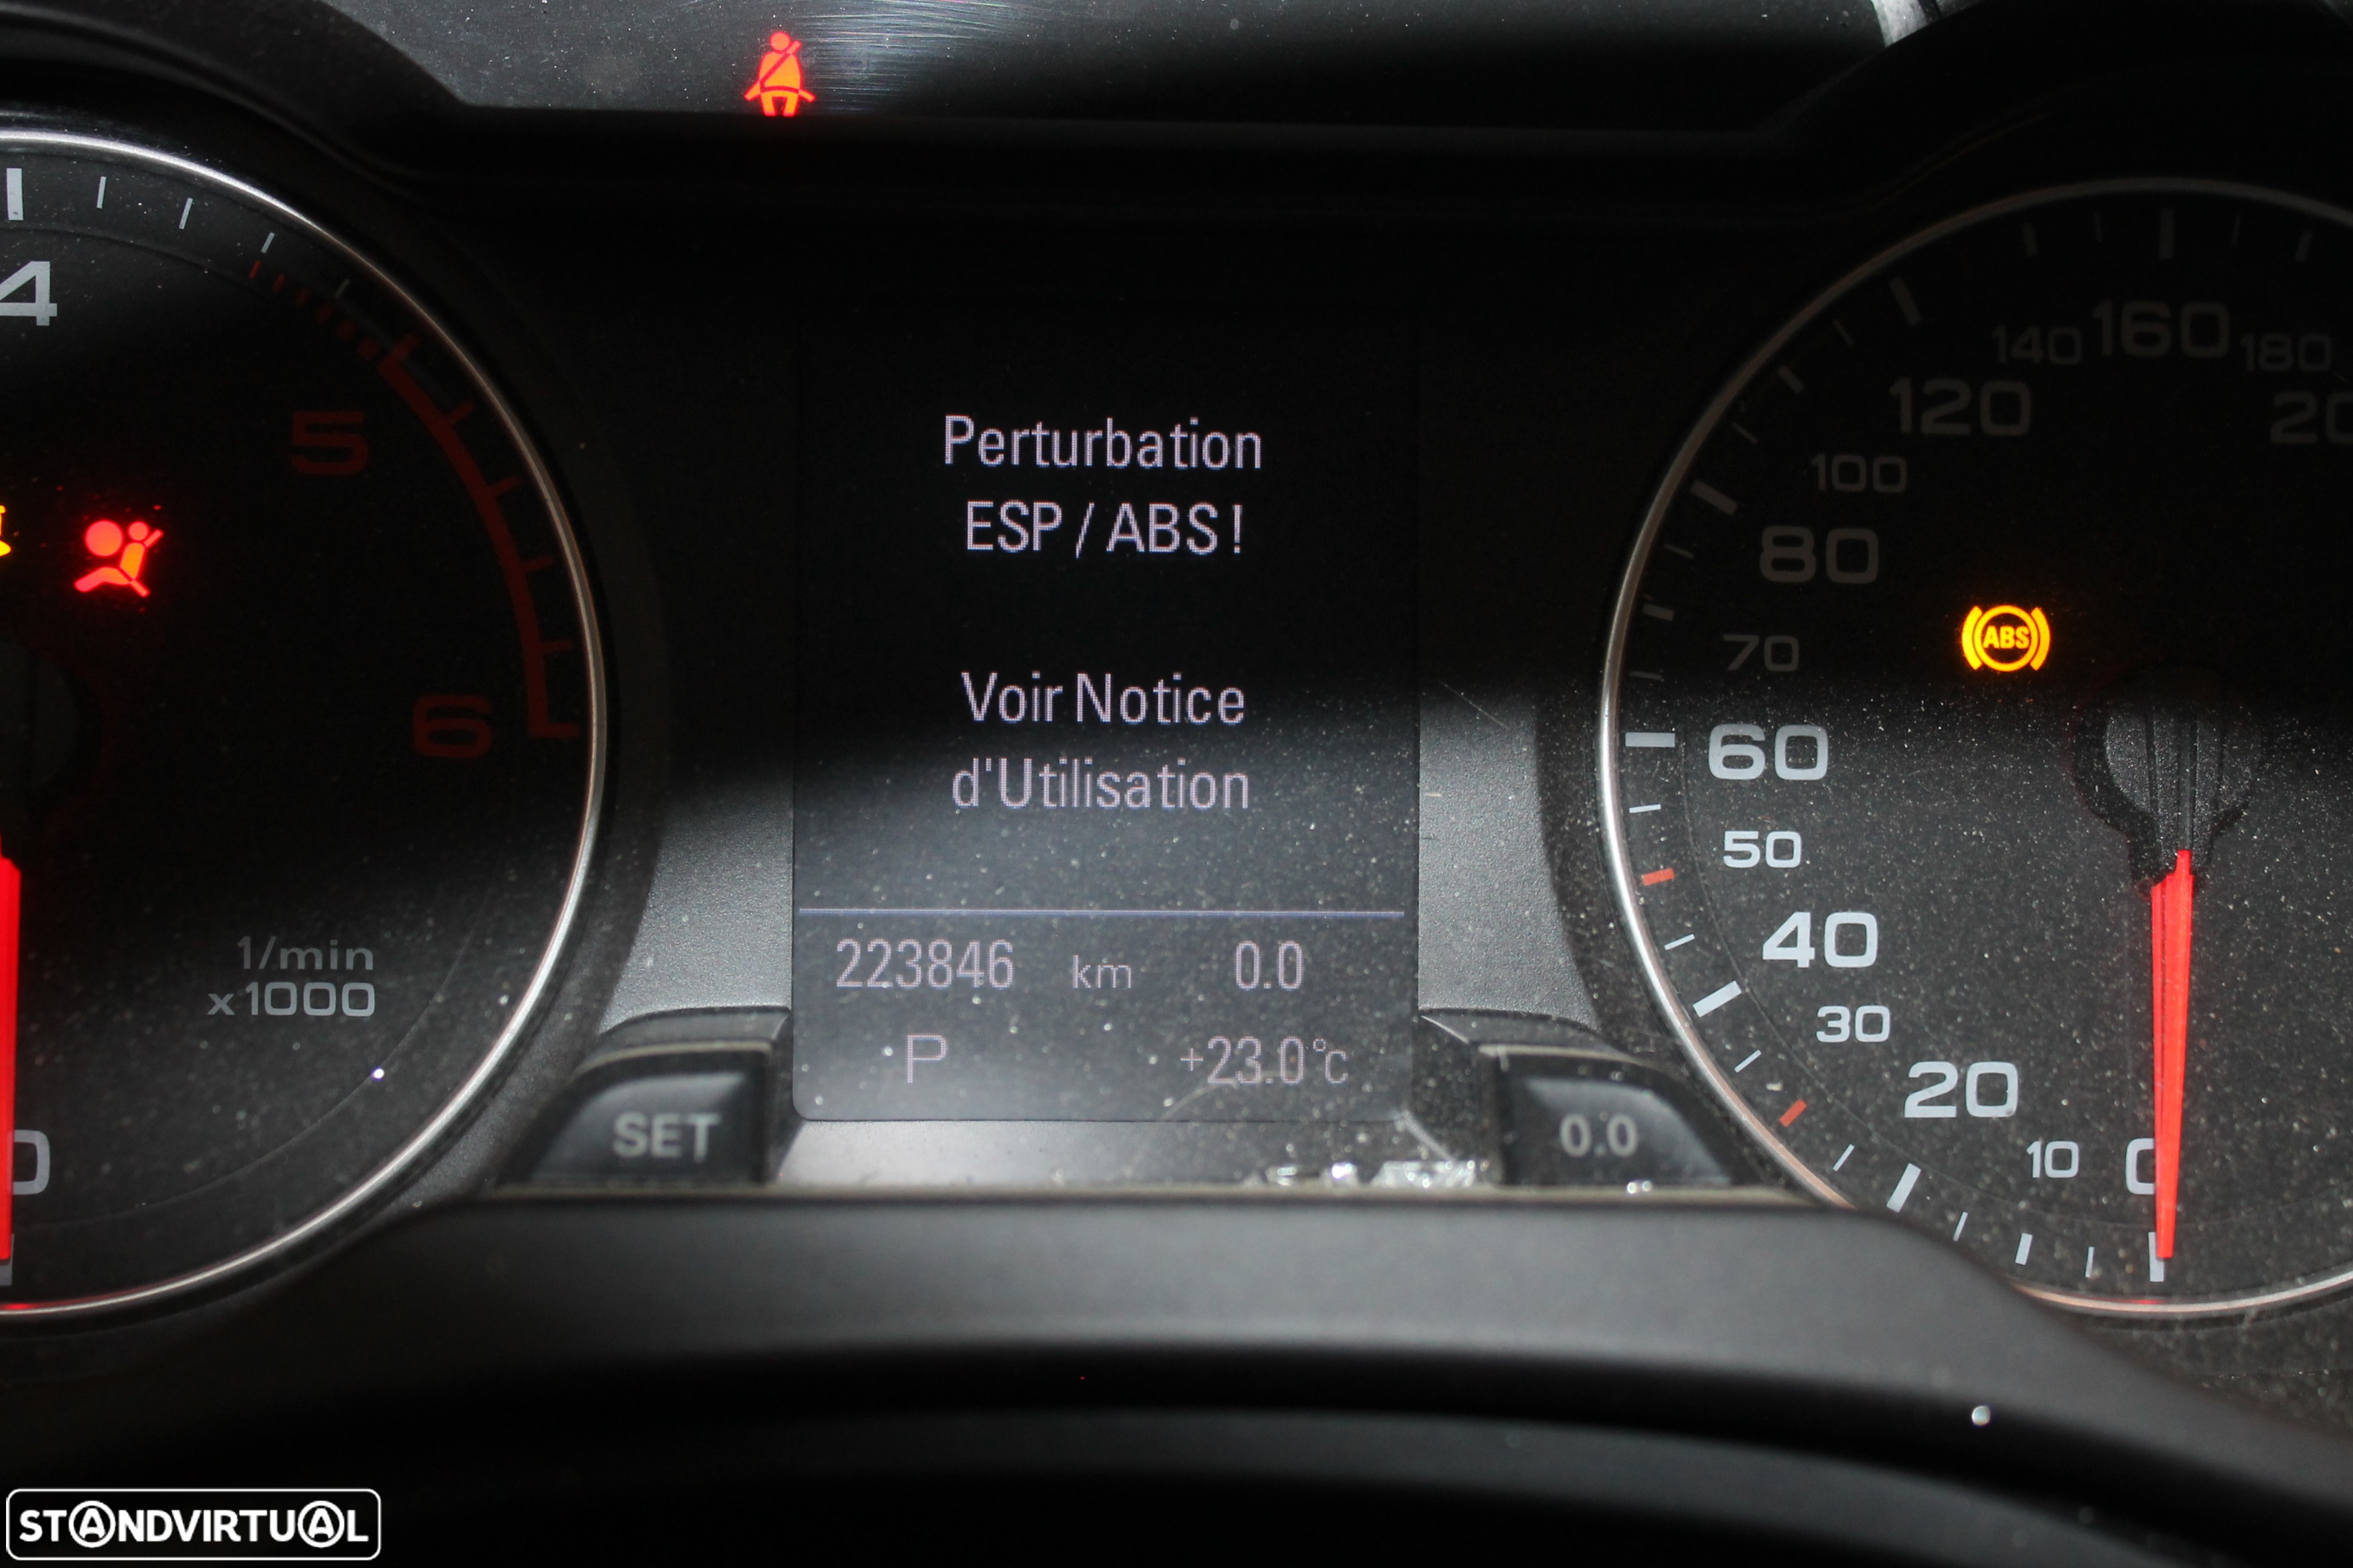 4
5
6
1/min
x1000
0
Perturbation
ESP / ABS !
Voir Notice
d'Utilisation
223846 km 0.0
P +23.0°C
SET
0.0
ABS
0
10
20
30
40
50
60
70
80
100
120
140
160
180
STANDVIRTUAL